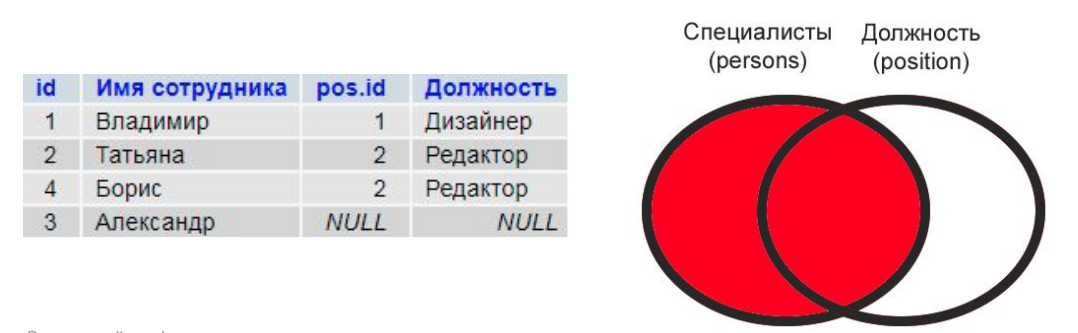 Специалисты
(persons)
Должность
(position)
id Имя сотрудника pos.id Должность
1 Владимир 1 Дизайнер
2 Татьяна 2 Редактор
4 Борис 2 Редактор
3 Александр NULL NULL